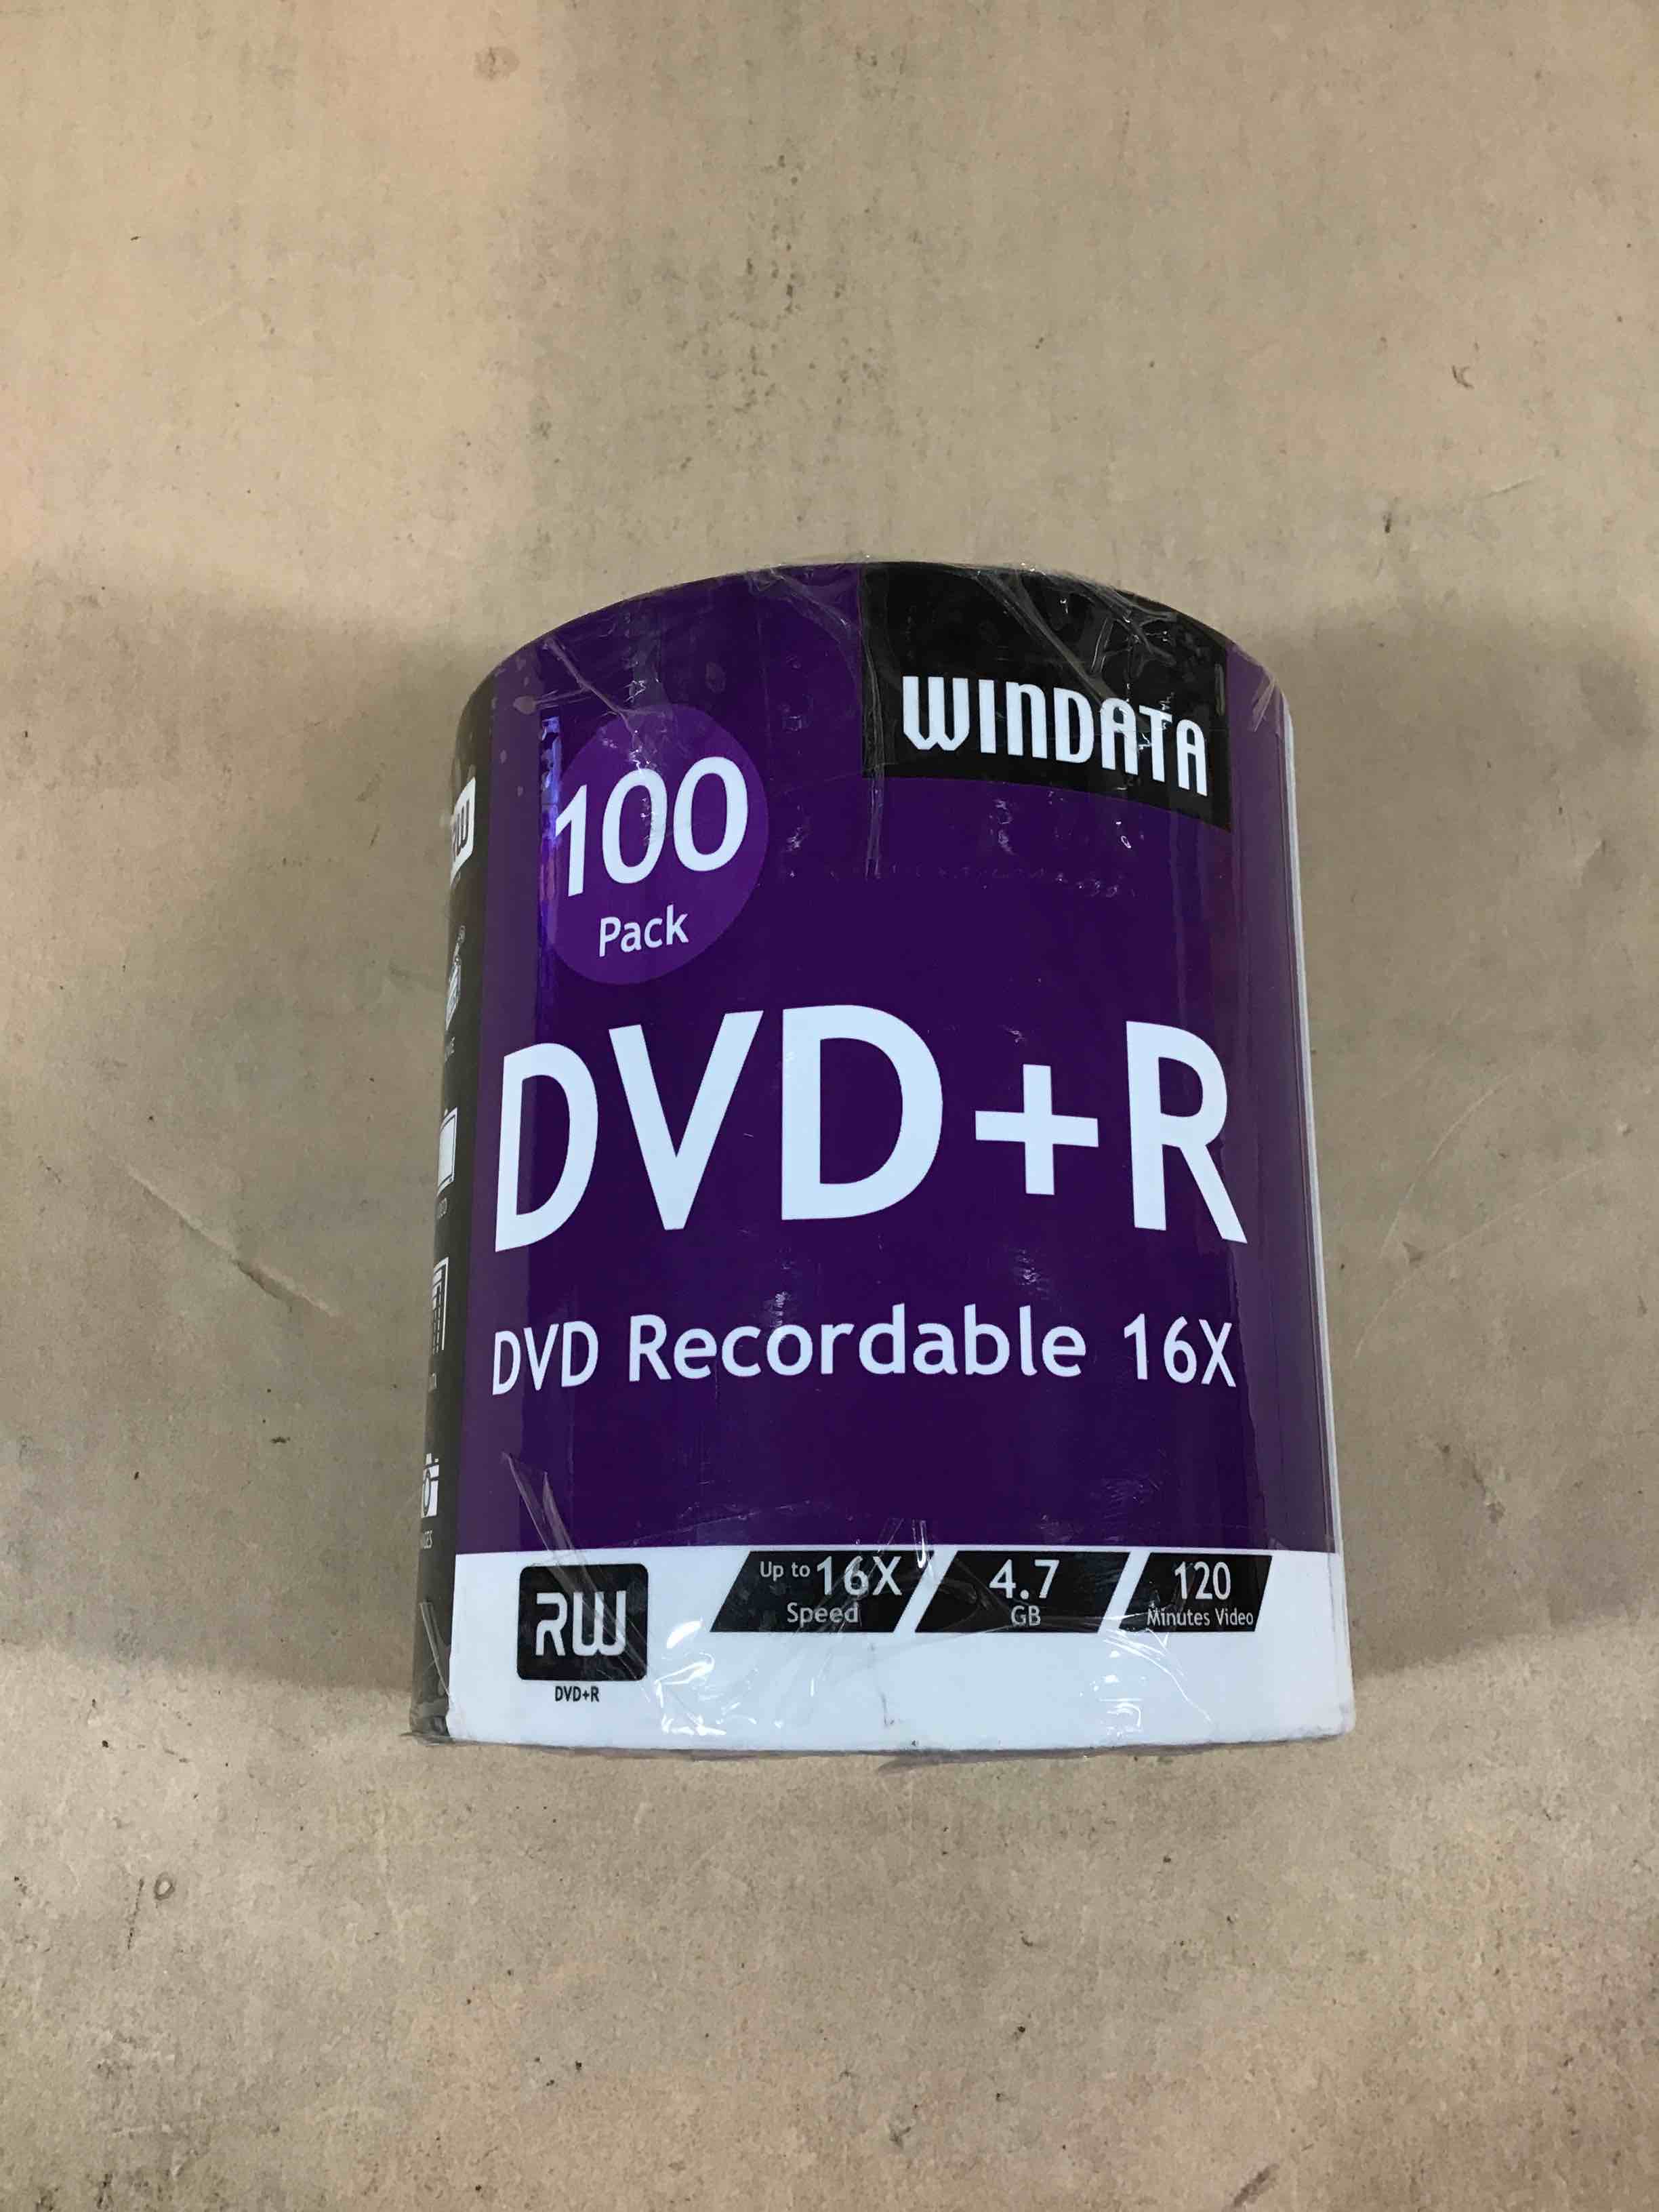 WINDATA
100
Pack
DVD+R
DVD Recordable 16X
RW
DVD+R
Up to 16X
Speed
4.7
GB
120
Minutes Video